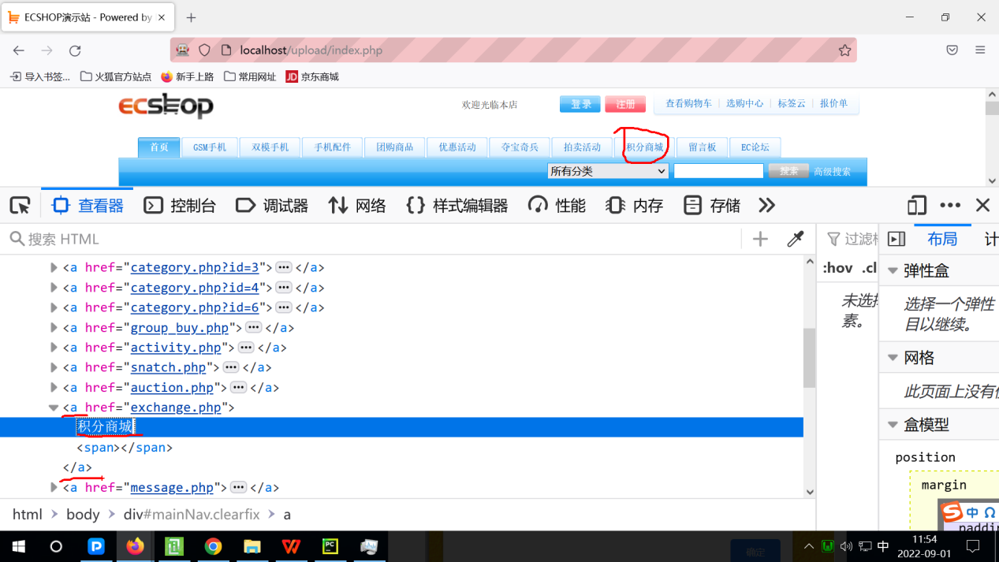 ECSHOP演示站 - Powered by
localhost/upload/index.php
导入书签... 火狐官方站点 新手上路 常用网址 JD 京东商城
ecshop 欢迎光临本店 登录 注册 查看购物车 选购中心 标签云 报价单
首页 GSM手机 双模手机 手机配件 团购商品 优惠活动 夺宝奇兵 拍卖活动 积分商城 留言板 EC论坛
所有分类 搜索 高级搜索
查看器 控制台 调试器 网络 {} 样式编辑器 性能 内存 存储
搜索 HTML 过滤 布局 计
<a href="category.php?id=3"> </a>
<a href="category.php?id=4"> </a>
<a href="category.php?id=6"> </a>
<a href="group_buy.php"> </a>
<a href="activity.php"> </a>
<a href="snatch.php"> </a>
<a href="auction.php"> </a>
<a href="exchange.php">
积分商城
<span></span>
</a>
<a href="message.php"> </a>
:hov .cl
未选择
素。
弹性盒
选择一个弹性
目以继续。
网格
此页面上没有使
盒模型
position
margin
paddin
html body div#mainNav.clearfix a
S 中
P W PC 中
确定
11:54
2022-09-01